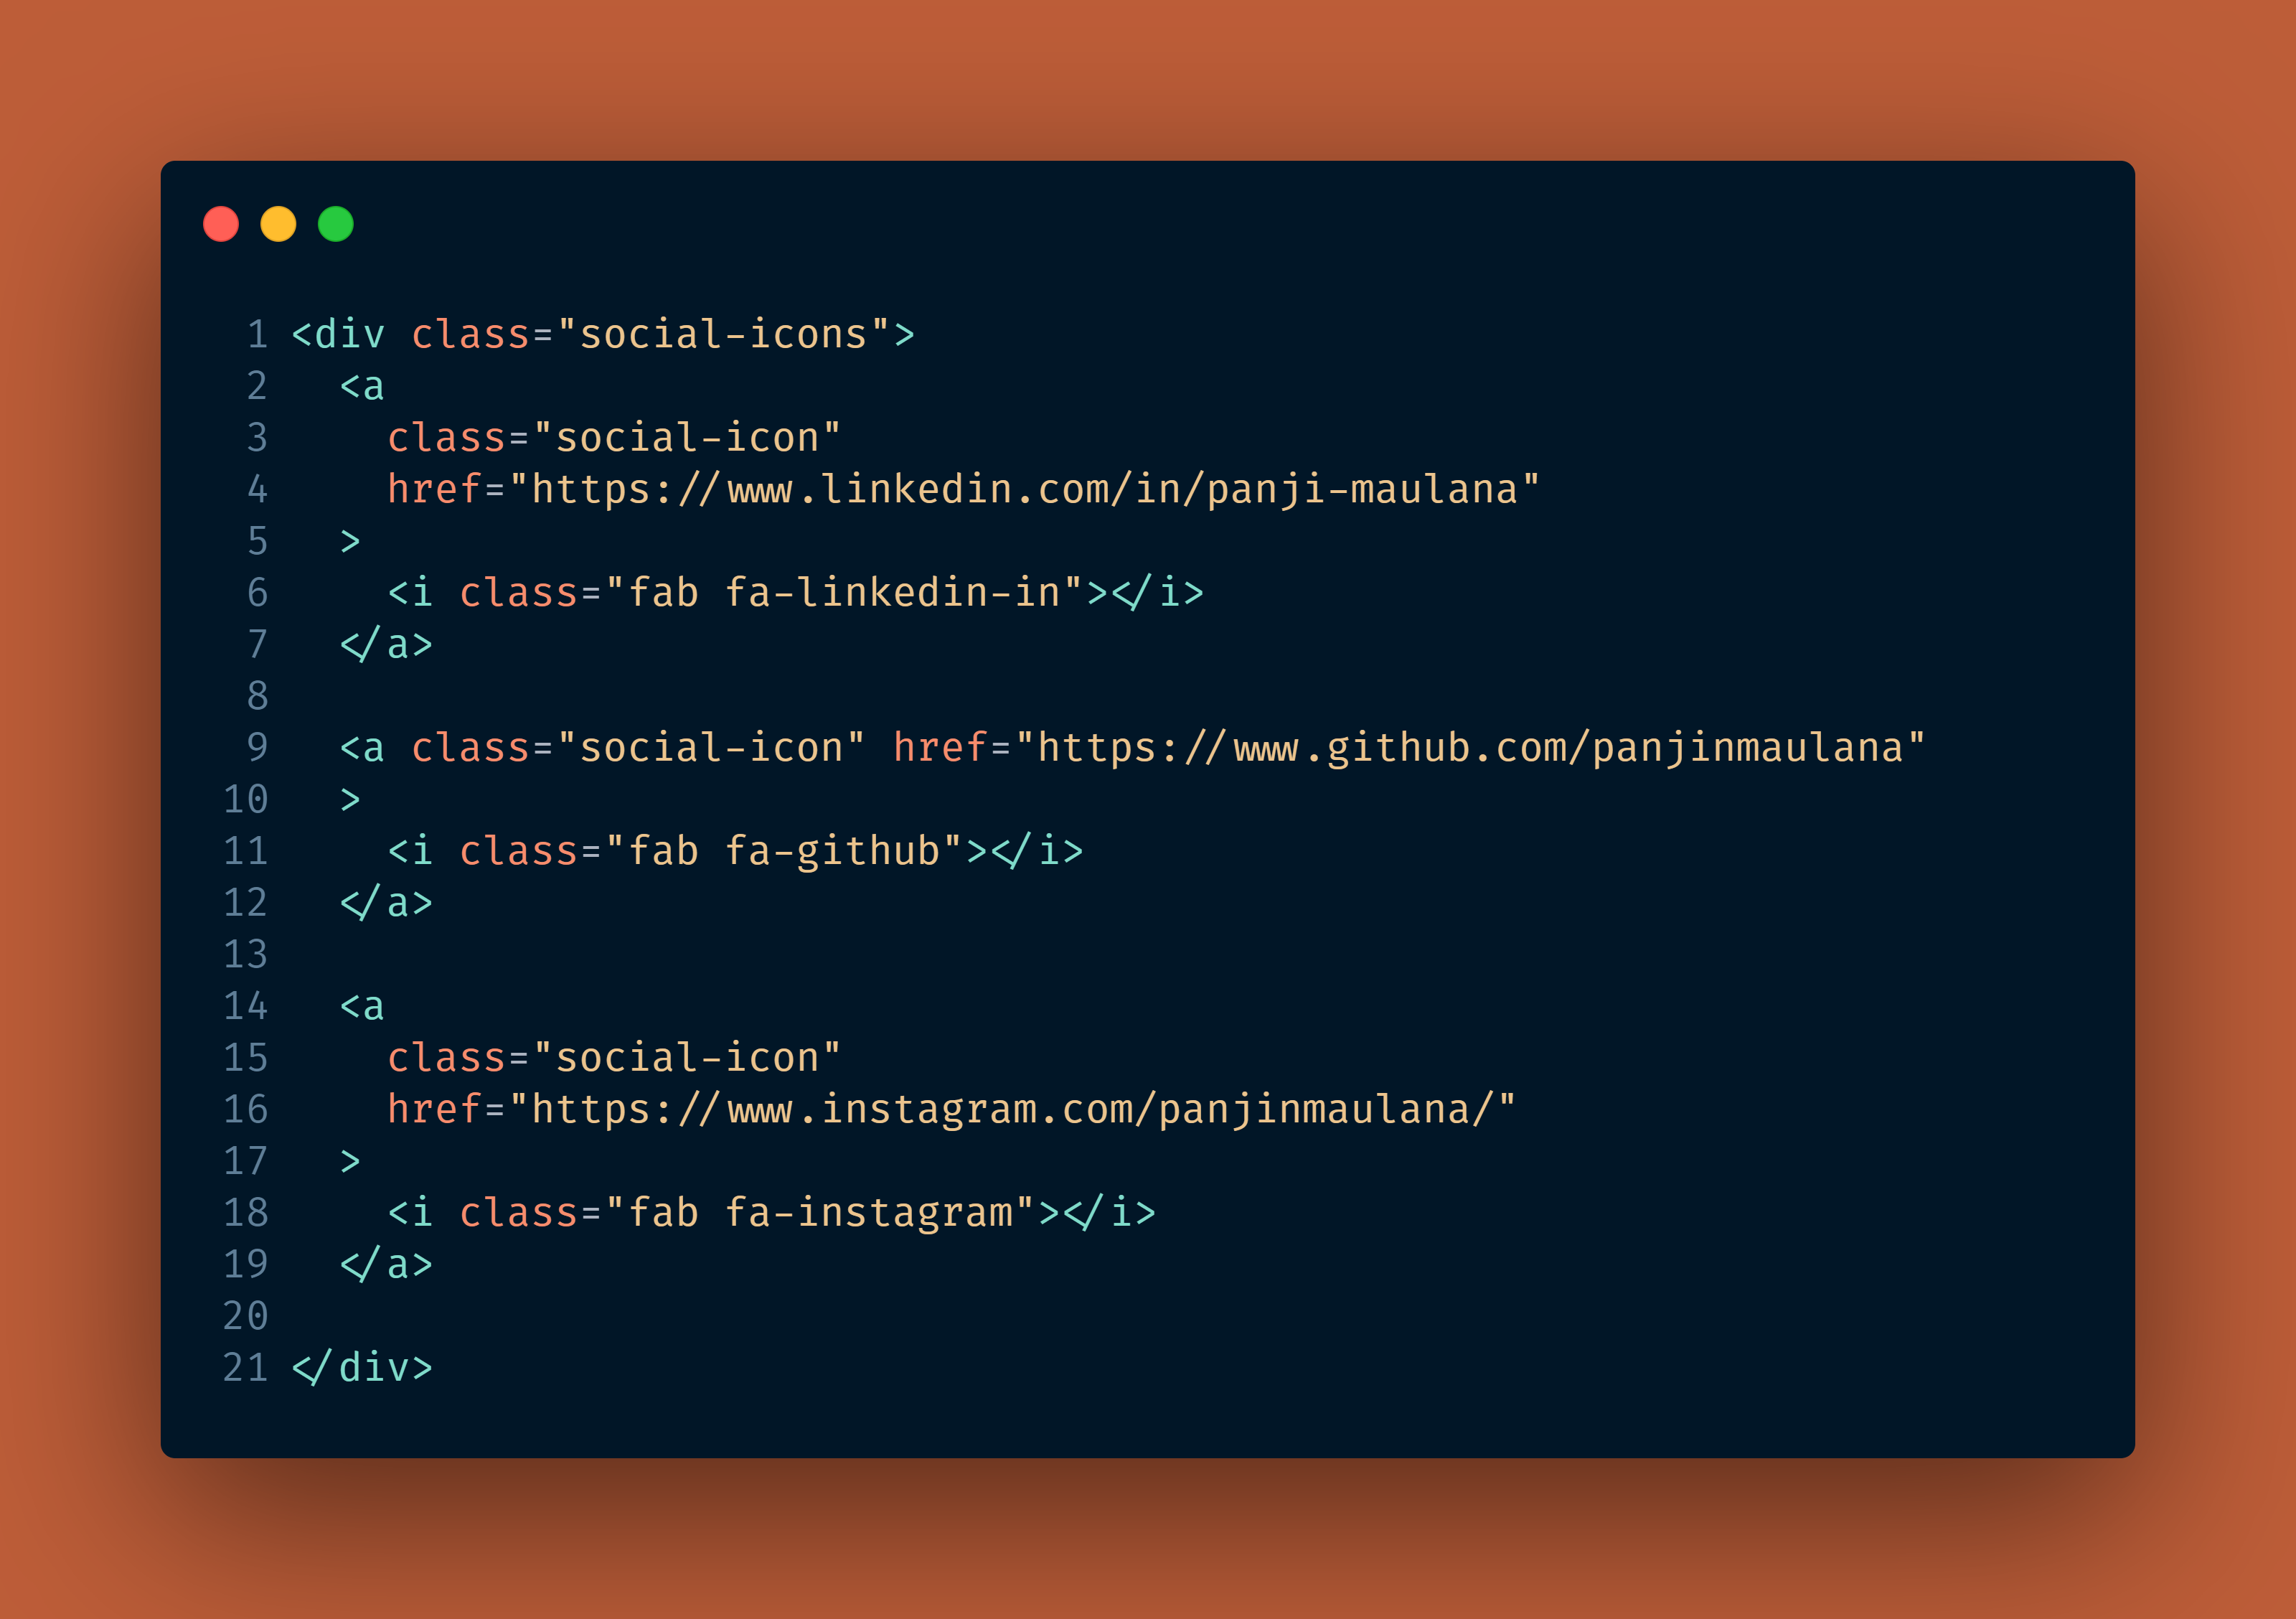 1 <div class="social-icons">
2   <a
3     class="social-icon"
4     href="https://www.linkedin.com/in/panji-maulana"
5   >
6     <i class="fab fa-linkedin-in"></i>
7   </a>
8
9   <a class="social-icon" href="https://www.github.com/panjinmaulana"
10   >
11     <i class="fab fa-github"></i>
12   </a>
13
14   <a
15     class="social-icon"
16     href="https://www.instagram.com/panjinmaulana/"
17   >
18     <i class="fab fa-instagram"></i>
19   </a>
20
21 </div>